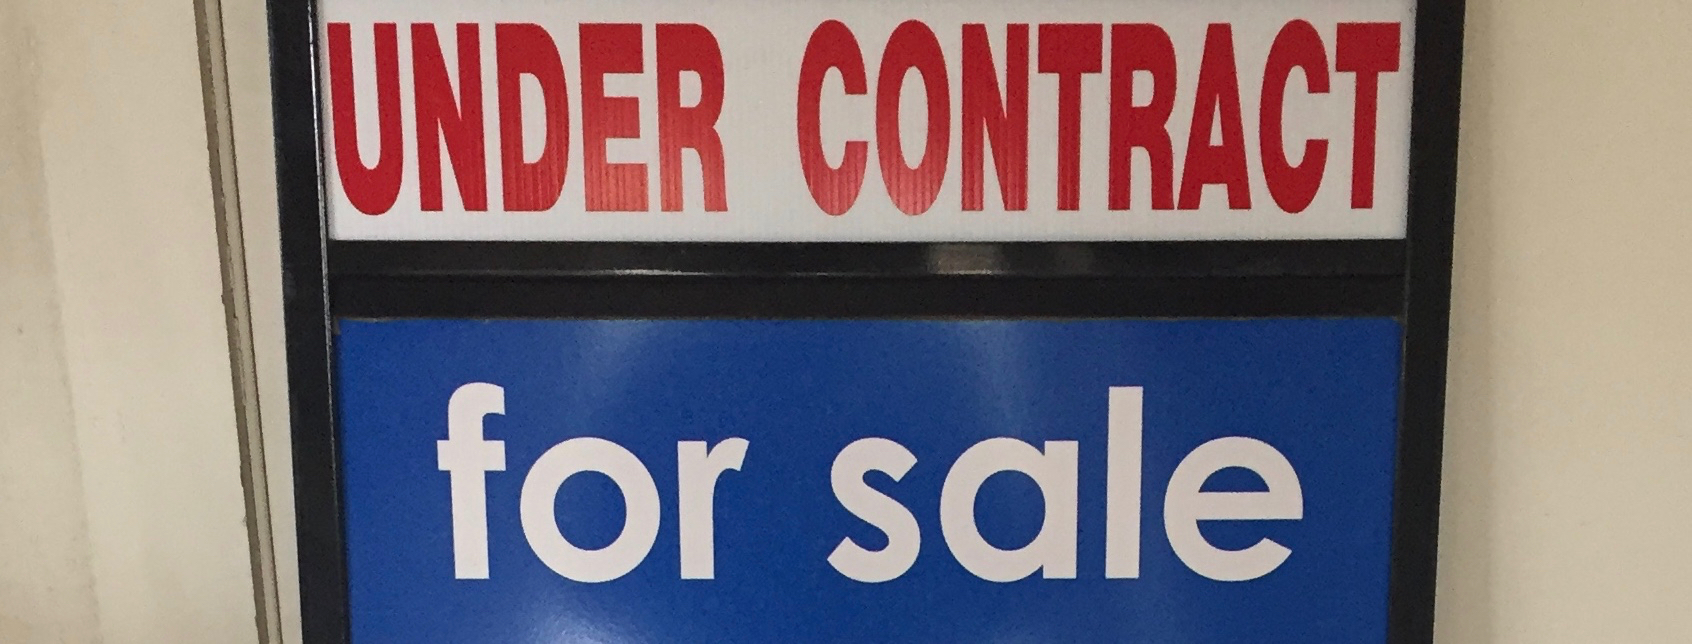 UNDER CONTRACT
for sale